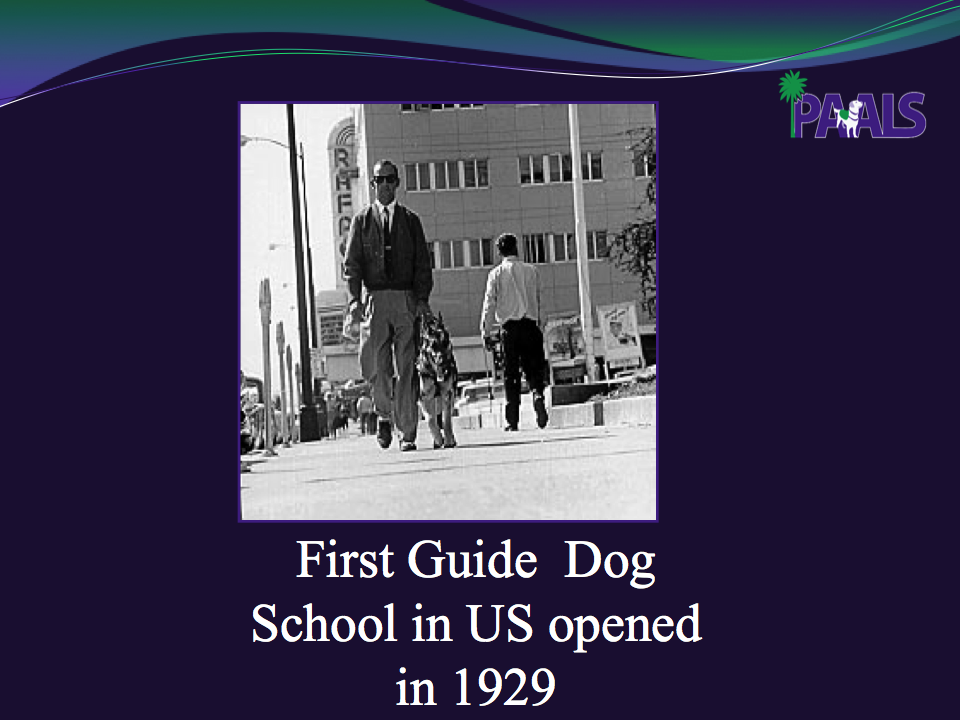 PAALS
First Guide  Dog
School in US opened
in 1929